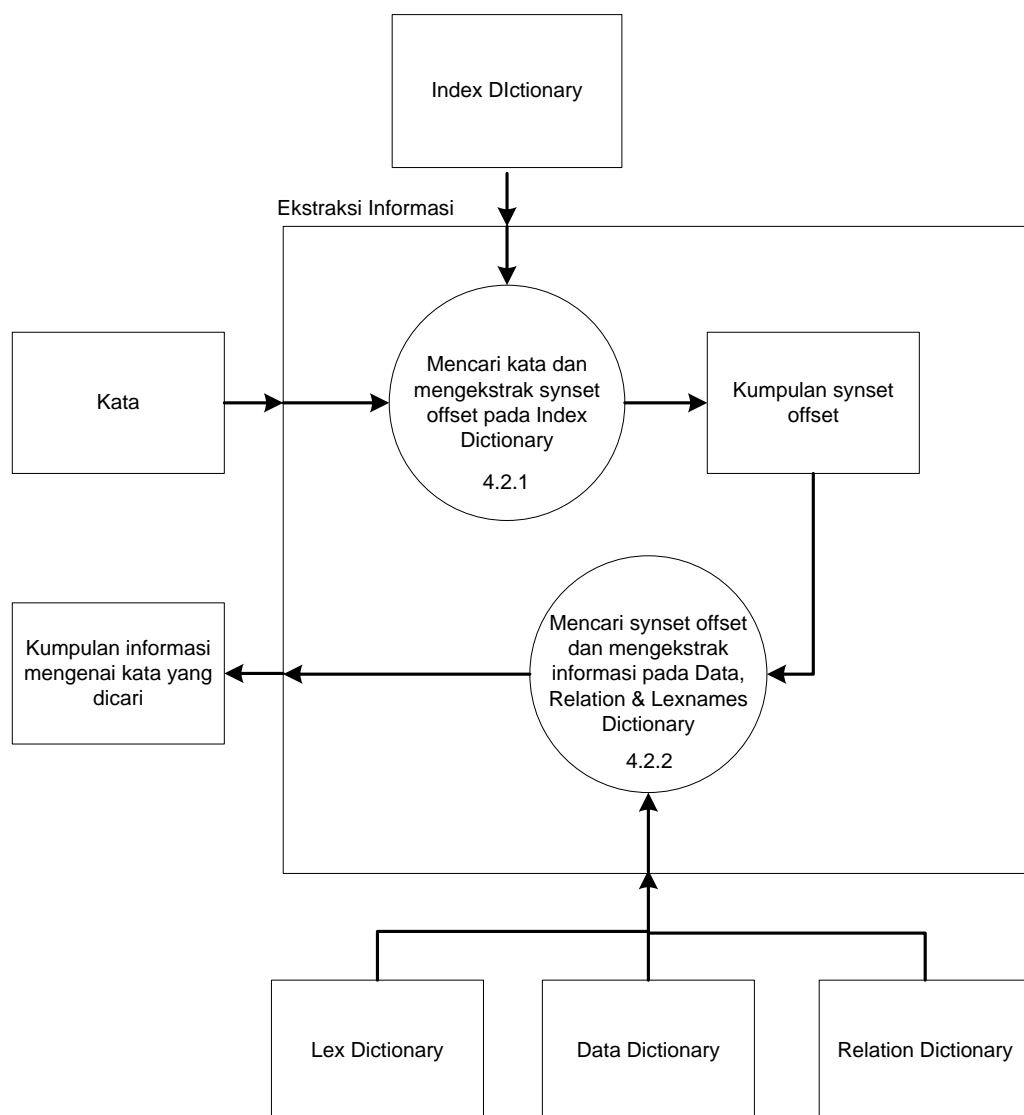 Index DIctionary
Ekstraksi Informasi
Kata
Mencari kata dan
mengekstrak synset
offset pada Index
Dictionary
4.2.1
Kumpulan synset
offset
Kumpulan informasi
mengenai kata yang
dicari
Mencari synset offset
dan mengekstrak
informasi pada Data,
Relation & Lexnames
Dictionary
4.2.2
Lex Dictionary
Data Dictionary
Relation Dictionary